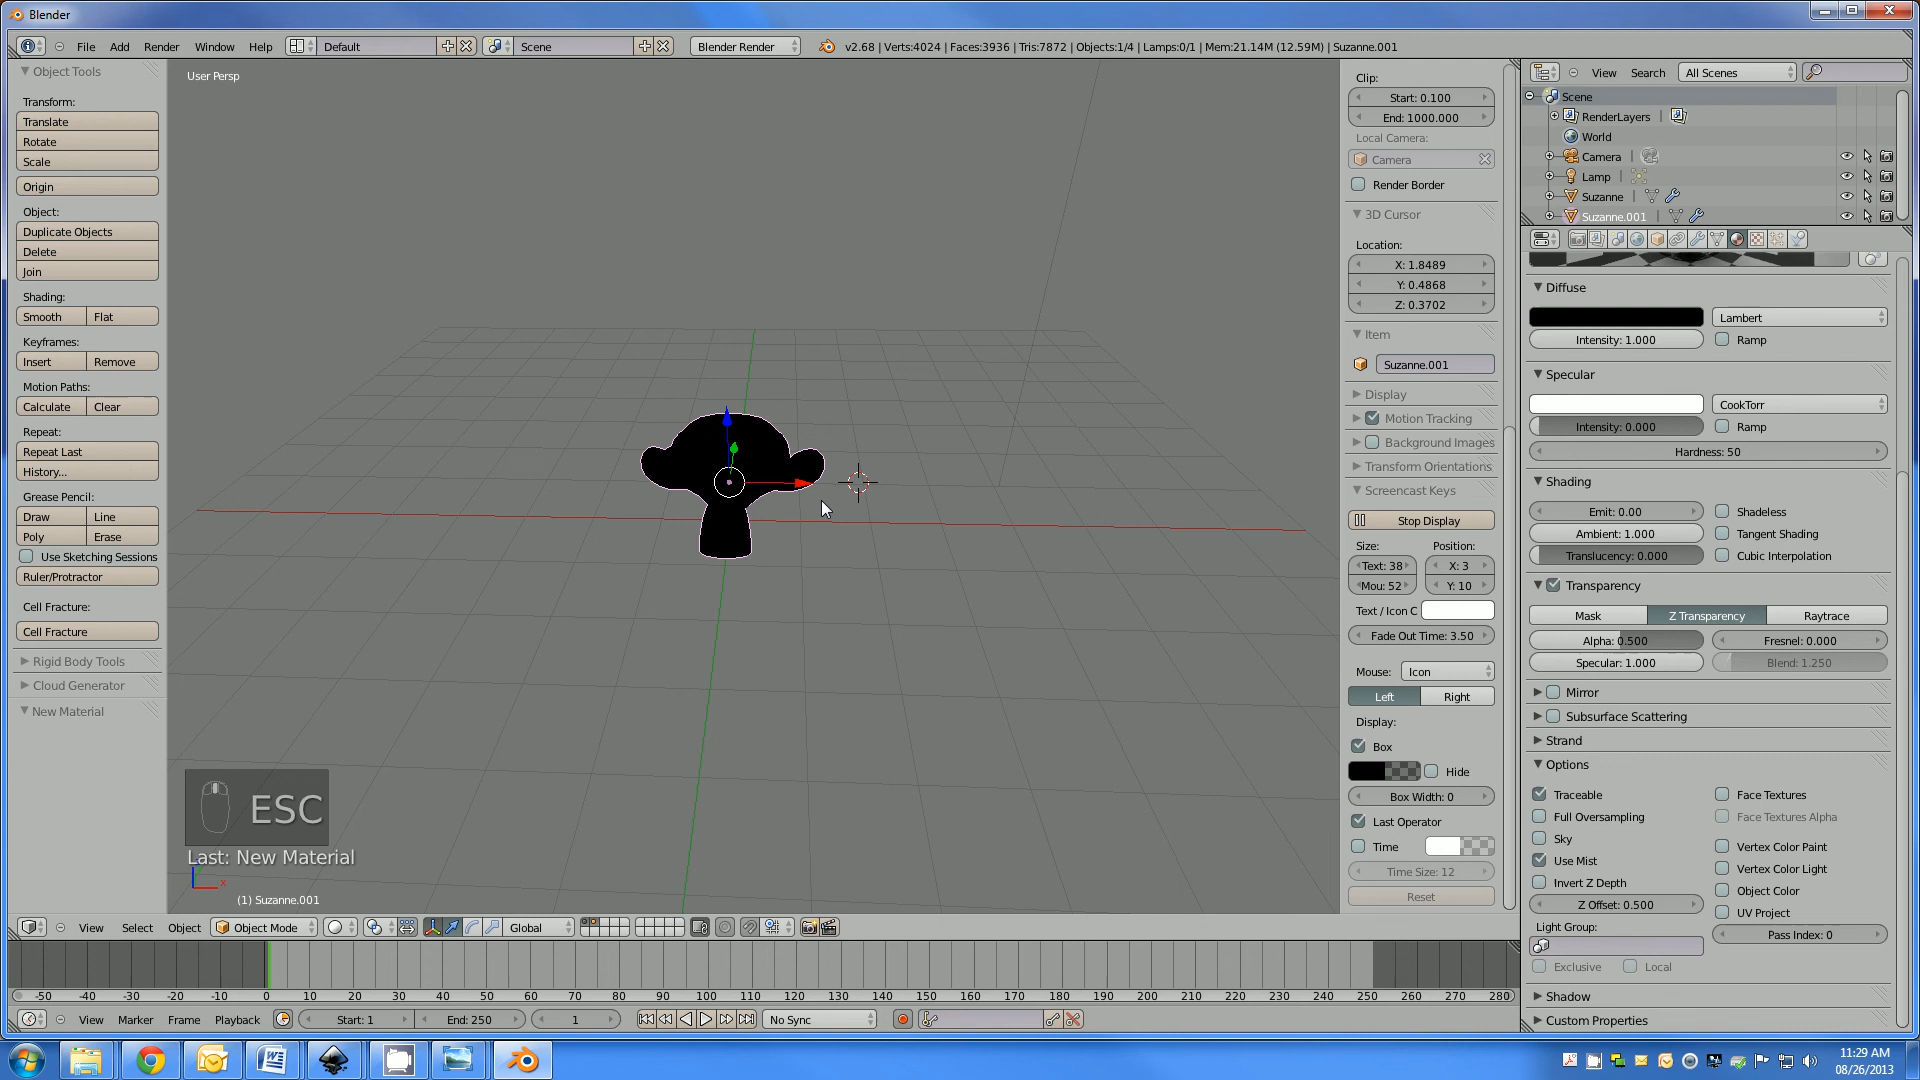 Blender
File Add Render Window Help Default Scene Blender Render v2.68 | Verts:4024 | Faces:3936 | Tris:7872 | Objects:1/4 | Lamps:0/1 | Mem:21.14M (12.59M) | Suzanne.001
Object Tools
Transform:
Translate
Rotate
Scale
Origin
Object:
Duplicate Objects
Delete
Join
Shading:
Smooth Flat
Keyframes:
Insert Remove
Motion Paths:
Calculate Clear
Repeat:
Repeat Last
History...
Grease Pencil:
Draw Line
Poly Erase
Use Sketching Sessions
Ruler/Protractor
Cell Fracture:
Cell Fracture
Rigid Body Tools
Cloud Generator
New Material
User Persp
ESC
Last: New Material
x
(1) Suzanne.001
Clip:
Start: 0.100
End: 1000.000
Local Camera:
Camera
Render Border
3D Cursor
Location:
X: 1.8489
Y: 0.4868
Z: 0.3702
Item
Suzanne.001
Display
Motion Tracking
Background Images
Transform Orientations
Screencast Keys
Stop Display
Size: Position:
Text: 38 X: 3
Mou: 52 Y: 10
Text / Icon C
Fade Out Time: 3.50
Mouse: Icon
Left Right
Display:
Box
Hide
Box Width: 0
Last Operator
Time
Time Size: 12
Reset
View Search All Scenes
Scene
RenderLayers
World
Camera
Lamp
Suzanne
Suzanne.001
Diffuse
Lambert
Intensity: 1.000 Ramp
Specular
CookTorr
Intensity: 0.000 Ramp
Hardness: 50
Shading
Emit: 0.00 Shadeless
Ambient: 1.000 Tangent Shading
Translucency: 0.000 Cubic Interpolation
Transparency
Mask Z Transparency Raytrace
Alpha: 0.500 Fresnel: 0.000
Specular: 1.000 Blend: 1.250
Mirror
Subsurface Scattering
Strand
Options
Traceable Face Textures
Full Oversampling Face Textures Alpha
Sky Vertex Color Paint
Use Mist Vertex Color Light
Invert Z Depth Object Color
Z Offset: 0.500 UV Project
Light Group: Pass Index: 0
Exclusive Local
Shadow
Custom Properties
View Select Object Object Mode Global
-50 -40 -30 -20 -10 0 10 20 30 40 50 60 70 80 90 100 110 120 130 140 150 160 170 180 190 200 210 220 230 240 250 260 270 280
View Marker Frame Playback Start: 1 End: 250 1 No Sync
11:29 AM
08/26/2013